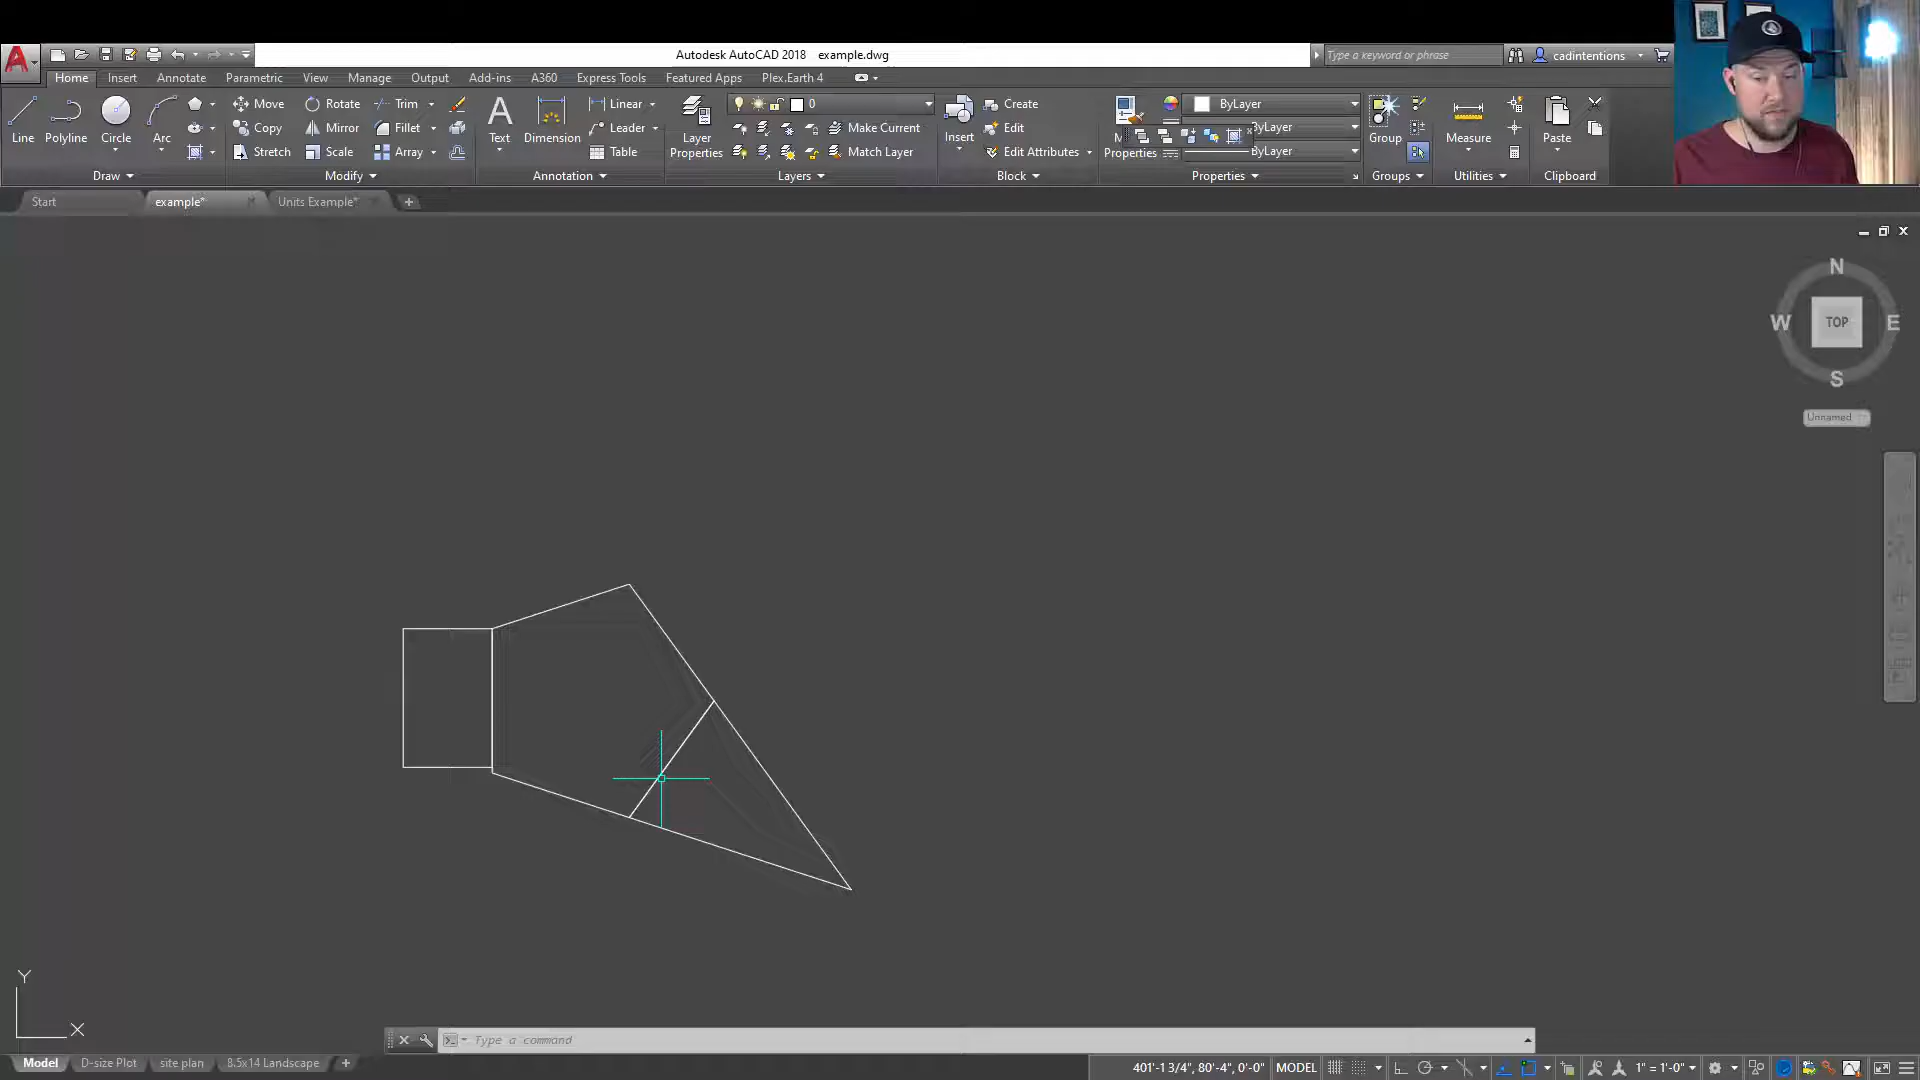 Autodesk AutoCAD 2018 example.dwg
Type a keyword or phrase
cadintentions
Home Insert Annotate Parametric View Manage Output Add-ins A360 Express Tools Featured Apps Plex.Earth 4
Line Polyline Circle Arc
Move Rotate Trim
Copy Mirror Fillet
Stretch Scale Array
Text Dimension
Linear
Leader
Table
Layer Properties
0
Make Current
Match Layer
Insert
Create
Edit
Edit Attributes
Properties
ByLayer
ByLayer
ByLayer
Group
Measure
Paste
Draw Modify Annotation Layers Block Properties Groups Utilities Clipboard
Start example* Units Example*
N
W TOP E
S
Unnamed
Y
X
Type a command
Model D-size Plot site plan 8.5x14 Landscape
401'-1 3/4", 80'-4", 0'-0" MODEL 1" = 1'-0"